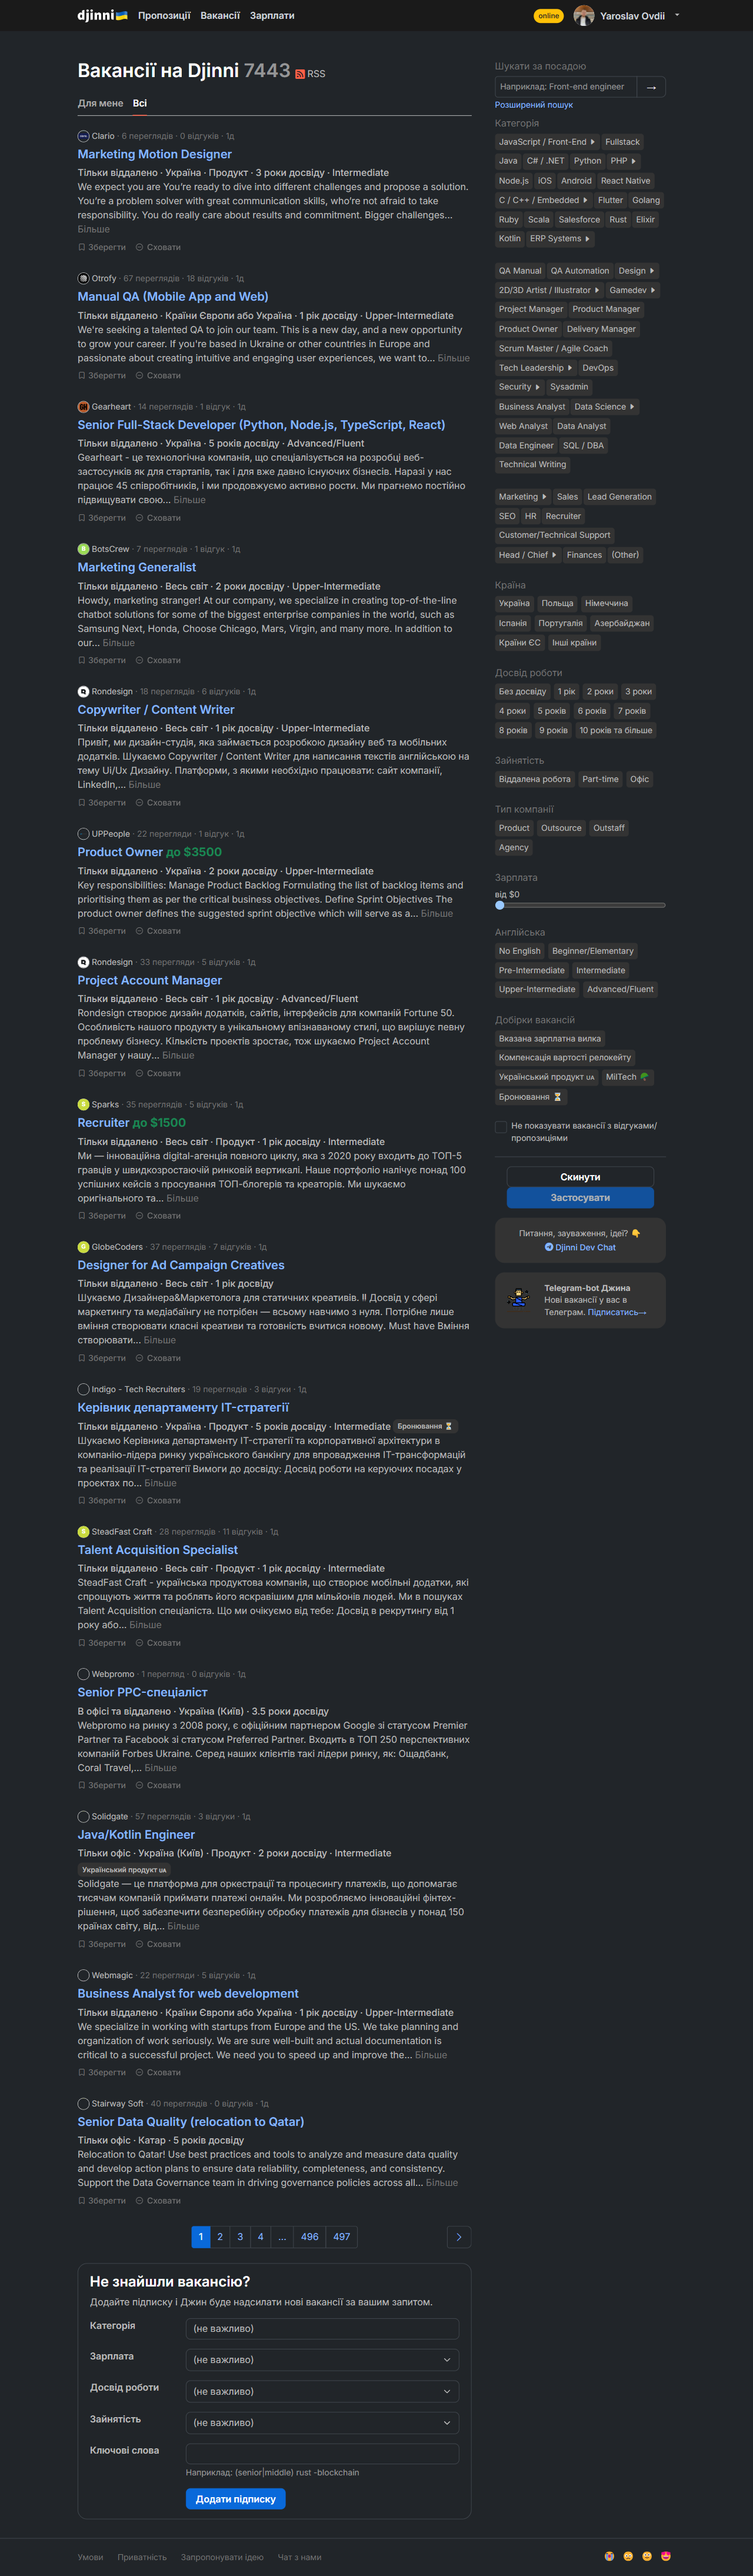 djinni
Пропозиції Вакансії Зарплати
online
Yaroslav Ovdii
Вакансії на Djinni 7443 RSS
Для мене Всі
Clario · 6 переглядів · 0 відгуків · 1д
Marketing Motion Designer
Тільки віддалено · Україна · Продукт · 3 роки досвіду · Intermediate
We expect you are You’re ready to dive into different challenges and propose a solution.
You’re a problem solver with great communication skills, who’re not afraid to take
responsibility. You do really care about results and commitment. Bigger challenges...
Більше
Зберегти Сховати
Otrofy · 67 переглядів · 18 відгуків · 1д
Manual QA (Mobile App and Web)
Тільки віддалено · Країни Європи або Україна · 1 рік досвіду · Upper-Intermediate
We're seeking a talented QA to join our team. This is a new day, and a new opportunity
to grow your career. If you're based in Ukraine or other countries in Europe and
passionate about creating intuitive and engaging user experiences, we want to... Більше
Зберегти Сховати
Gearheart · 14 переглядів · 1 відгук · 1д
Senior Full-Stack Developer (Python, Node.js, TypeScript, React)
Тільки віддалено · Україна · 5 років досвіду · Advanced/Fluent
Gearheart - це технологічна компанія, що спеціалізується на розробці веб-
застосунків як для стартапів, так і для вже давно існуючих бізнесів. Наразі у нас
працює 45 співробітників, і ми продовжуємо активно рости. Ми прагнемо постійно
підвищувати свою... Більше
Зберегти Сховати
BotsCrew · 7 переглядів · 1 відгук · 1д
Marketing Generalist
Тільки віддалено · Весь світ · 2 роки досвіду · Upper-Intermediate
Howdy, marketing stranger! At our company, we specialize in creating top-of-the-line
chatbot solutions for some of the biggest enterprise companies in the world, such as
Samsung Next, Honda, Choose Chicago, Mars, Virgin, and many more. In addition to
our... Більше
Зберегти Сховати
Rondesign · 18 переглядів · 6 відгуків · 1д
Copywriter / Content Writer
Тільки віддалено · Весь світ · 1 рік досвіду · Upper-Intermediate
Привіт, ми дизайн-студія, яка займається розробкою дизайну веб та мобільних
додатків. Шукаємо Copywriter / Content Writer для написання текстів англійською на
тему Ui/Ux Дизайну. Платформи, з якими необхідно працювати: сайт компанії,
LinkedIn,... Більше
Зберегти Сховати
UPPeople · 22 перегляди · 1 відгук · 1д
Product Owner до $3500
Тільки віддалено · Україна · 2 роки досвіду · Upper-Intermediate
Key responsibilities: Manage Product Backlog Formulating the list of backlog items and
prioritising them as per the critical business objectives. Define Sprint Objectives The
product owner defines the suggested sprint objective which will serve as a... Більше
Зберегти Сховати
Rondesign · 33 перегляди · 5 відгуків · 1д
Project Account Manager
Тільки віддалено · Весь світ · 1 рік досвіду · Advanced/Fluent
Rondesign створює дизайн додатків, сайтів, інтерфейсів для компаній Fortune 50.
Особливість нашого продукту в унікальному впізнаваному стилі, що вирішує певну
проблему бізнесу. Кількість проектів зростає, тож шукаємо Project Account
Manager у нашу... Більше
Зберегти Сховати
Sparks · 35 переглядів · 5 відгуків · 1д
Recruiter до $1500
Тільки віддалено · Весь світ · Продукт · 1 рік досвіду · Intermediate
Ми — інноваційна digital-агенція повного циклу, яка з 2020 року входить до ТОП-5
гравців у швидкозростаючій ринковій вертикалі. Наше портфоліо налічує понад 100
успішних кейсів з просування ТОП-блогерів та креаторів. Ми шукаємо
оригінального та... Більше
Зберегти Сховати
GlobeCoders · 37 переглядів · 7 відгуків · 1д
Designer for Ad Campaign Creatives
Тільки віддалено · Весь світ · 1 рік досвіду
Шукаємо Дизайнера&Маркетолога для статичних креативів. !! Досвід у сфері
маркетингу та медіабаїнгу не потрібен — всьому навчимо з нуля. Потрібне лише
вміння створювати класні креативи та готовність вчитися новому. Must have Вміння
створювати... Більше
Зберегти Сховати
Indigo - Tech Recruiters · 19 переглядів · 3 відгуки · 1д
Керівник департаменту ІТ-стратегії
Тільки віддалено · Україна · Продукт · 5 років досвіду · Intermediate Бронювання
Шукаємо Керівника департаменту ІТ-стратегії та корпоративної архітектури в
компанію-лідера ринку українського банкінгу для впровадження ІТ-трансформацій
та реалізації ІТ-стратегії Вимоги до досвіду: Досвід роботи на керуючих посадах у
проєктах по... Більше
Зберегти Сховати
SteadFast Craft · 28 переглядів · 11 відгуків · 1д
Talent Acquisition Specialist
Тільки віддалено · Весь світ · Продукт · 1 рік досвіду · Intermediate
SteadFast Craft - українська продуктова компанія, що створює мобільні додатки, які
спрощують життя та роблять його яскравішим для мільйонів людей. Ми в пошуках
Talent Acquisition спеціаліста. Що ми очікуємо від тебе: Досвід в рекрутингу від 1
року або... Більше
Зберегти Сховати
Webpromo · 1 перегляд · 0 відгуків · 1д
Senior PPC-спеціаліст
В офісі та віддалено · Україна (Київ) · 3.5 роки досвіду
Webpromo на ринку з 2008 року, є офіційним партнером Google зі статусом Premier
Partner та Facebook зі статусом Preferred Partner. Входить в ТОП 250 перспективних
компаній Forbes Ukraine. Серед наших клієнтів такі лідери ринку, як: Ощадбанк,
Coral Travel,... Більше
Зберегти Сховати
Solidgate · 57 переглядів · 3 відгуки · 1д
Java/Kotlin Engineer
Тільки офіс · Україна (Київ) · Продукт · 2 роки досвіду · Intermediate
Український продукт UA
Solidgate — це платформа для оркестрації та процесингу платежів, що допомагає
тисячам компаній приймати платежі онлайн. Ми розробляємо інноваційні фінтех-
рішення, щоб забезпечити безперебійну обробку платежів для бізнесів у понад 150
країнах світу, від... Більше
Зберегти Сховати
Webmagic · 22 перегляди · 5 відгуків · 1д
Business Analyst for web development
Тільки віддалено · Країни Європи або Україна · 1 рік досвіду · Upper-Intermediate
We specialize in working with startups from Europe and the US. We take planning and
organization of work seriously. We are sure well-built and actual documentation is
critical to a successful project. We need you to speed up and improve the... Більше
Зберегти Сховати
Stairway Soft · 40 переглядів · 0 відгуків · 1д
Senior Data Quality (relocation to Qatar)
Тільки офіс · Катар · 5 років досвіду
Relocation to Qatar! Use best practices and tools to analyze and measure data quality
and develop action plans to ensure data reliability, completeness, and consistency.
Support the Data Governance team in driving governance policies across all... Більше
Зберегти Сховати
1 2 3 4 ... 496 497
Не знайшли вакансію?
Додайте підписку і Джин буде надсилати нові вакансії за вашим запитом.
Категорія (не важливо)
Зарплата (не важливо)
Досвід роботи (не важливо)
Зайнятість (не важливо)
Ключові слова
Наприклад: (senior|middle) rust -blockchain
Додати підписку
Шукати за посадою
Наприклад: Front-end engineer →
Розширений пошук
Категорія
JavaScript / Front-End Fullstack
Java C# / .NET Python PHP
Node.js iOS Android React Native
C / C++ / Embedded Flutter Golang
Ruby Scala Salesforce Rust Elixir
Kotlin ERP Systems
QA Manual QA Automation Design
2D/3D Artist / Illustrator Gamedev
Project Manager Product Manager
Product Owner Delivery Manager
Scrum Master / Agile Coach
Tech Leadership DevOps
Security Sysadmin
Business Analyst Data Science
Web Analyst Data Analyst
Data Engineer SQL / DBA
Technical Writing
Marketing Sales Lead Generation
SEO HR Recruiter
Customer/Technical Support
Head / Chief Finances (Other)
Країна
Україна Польща Німеччина
Іспанія Португалія Азербайджан
Країни ЄС Інші країни
Досвід роботи
Без досвіду 1 рік 2 роки 3 роки
4 роки 5 років 6 років 7 років
8 років 9 років 10 років та більше
Зайнятість
Віддалена робота Part-time Офіс
Тип компанії
Product Outsource Outstaff
Agency
Зарплата
від $0
Англійська
No English Beginner/Elementary
Pre-Intermediate Intermediate
Upper-Intermediate Advanced/Fluent
Добірки вакансій
Вказана зарплатна вилка
Компенсація вартості релокейту
Український продукт UA MilTech
Бронювання
Не показувати вакансії з відгуками/
пропозиціями
Скинути
Застосувати
Питання, зауваження, ідеї?
Djinni Dev Chat
Telegram-bot Джина
Нові вакансії у вас в
Телеграм. Підписатись→
Умови Приватність Запропонувати ідею Чат з нами